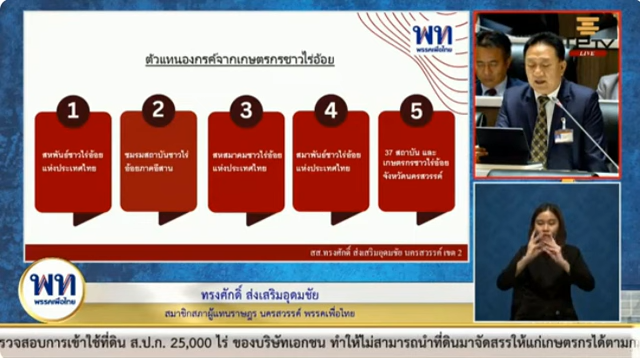 พท
พรรคเพื่อไทย
ตัวแทนองกรค์จากเกษตรกรชาวไร่อ้อย
1
สหพันธ์ชาวไร่อ้อย
แห่งประเทศไทย
2
ชมรมสถาบันชาวไร่
อ้อยภาคอีสาน
3
สหสมาคมชาวไร่อ้อย
แห่งประเทศไทย
4
สมาพันธ์ชาวไร่อ้อย
แห่งประเทศไทย
5
37 สถาบัน และ
เกษตรกรชาวไร่อ้อย
จังหวัดนครสวรรค์
สส.ทรงศักดิ์ ส่งเสริมอุดมชัย นครสวรรค์ เขต 2
TPTV
LIVE
พท
พรรคเพื่อไทย
ทรงศักดิ์ ส่งเสริมอุดมชัย
สมาชิกสภาผู้แทนราษฎร นครสวรรค์ พรรคเพื่อไทย
รวจสอบการเข้าใช้ที่ดิน ส.ป.ก. 25,000 ไร่ ของบริษัทเอกชน ทำให้ไม่สามารถนำที่ดินมาจัดสรรให้แก่เกษตรกรได้ตามก